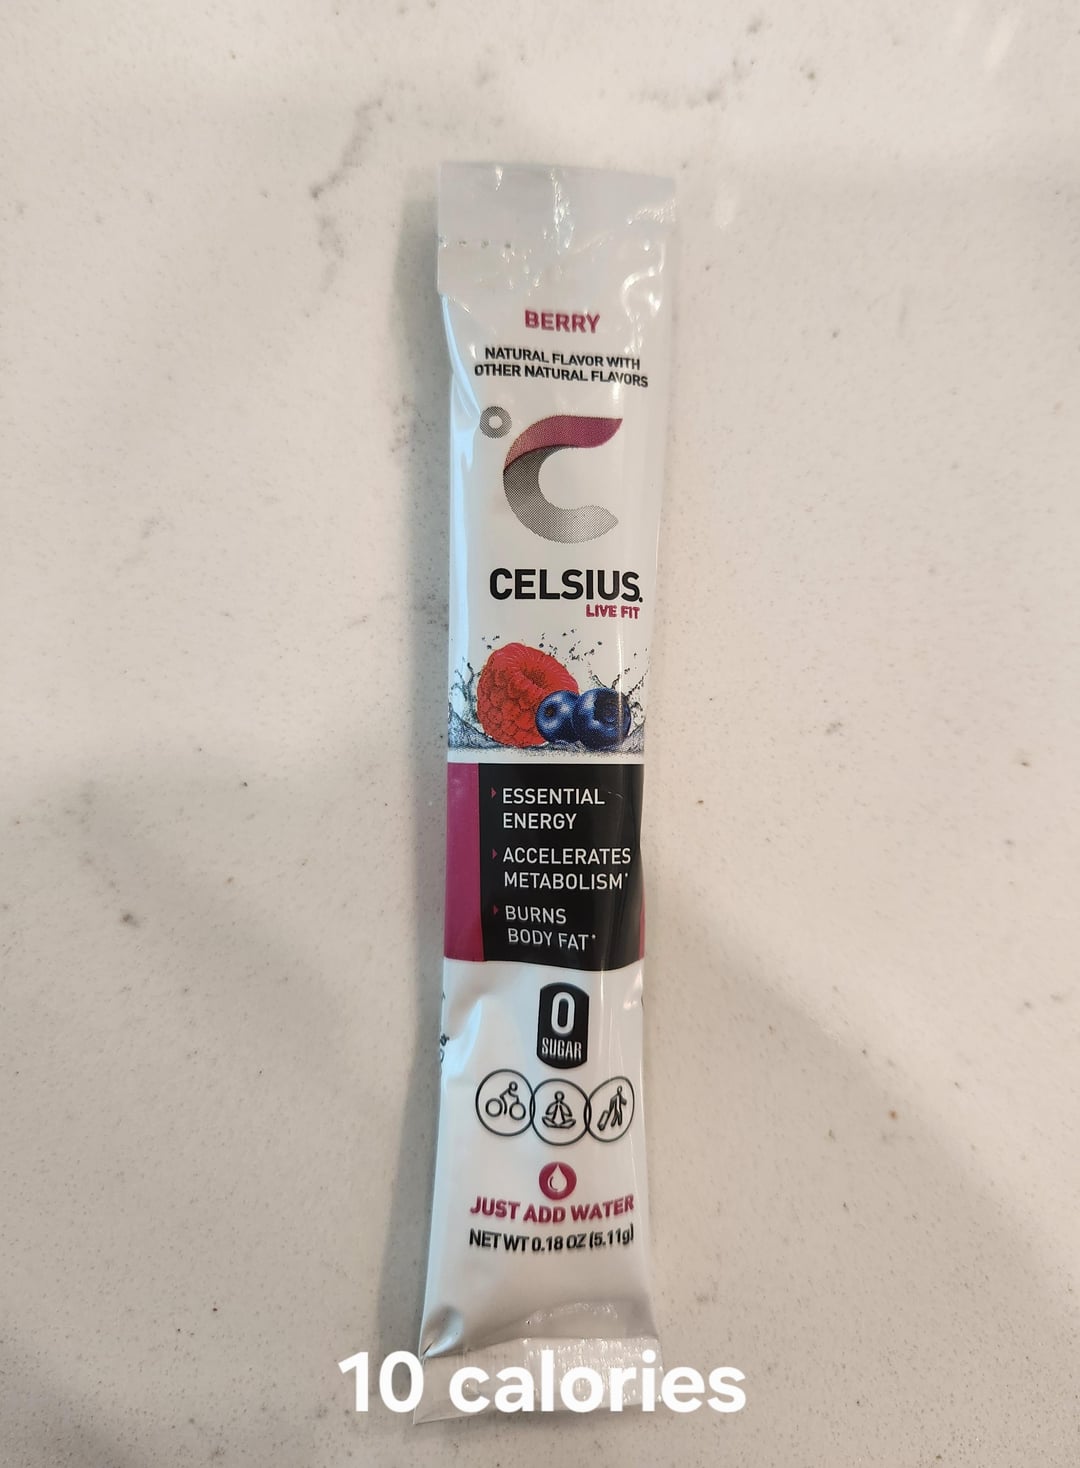 BERRY
NATURAL FLAVOR WITH
OTHER NATURAL FLAVORS
°C
CELSIUS.
LIVE FIT
ESSENTIAL
ENERGY
ACCELERATES
METABOLISM*
BURNS
BODY FAT*
0
SUGAR
JUST ADD WATER
NET WT 0.18 OZ (5.11g)
10 calories